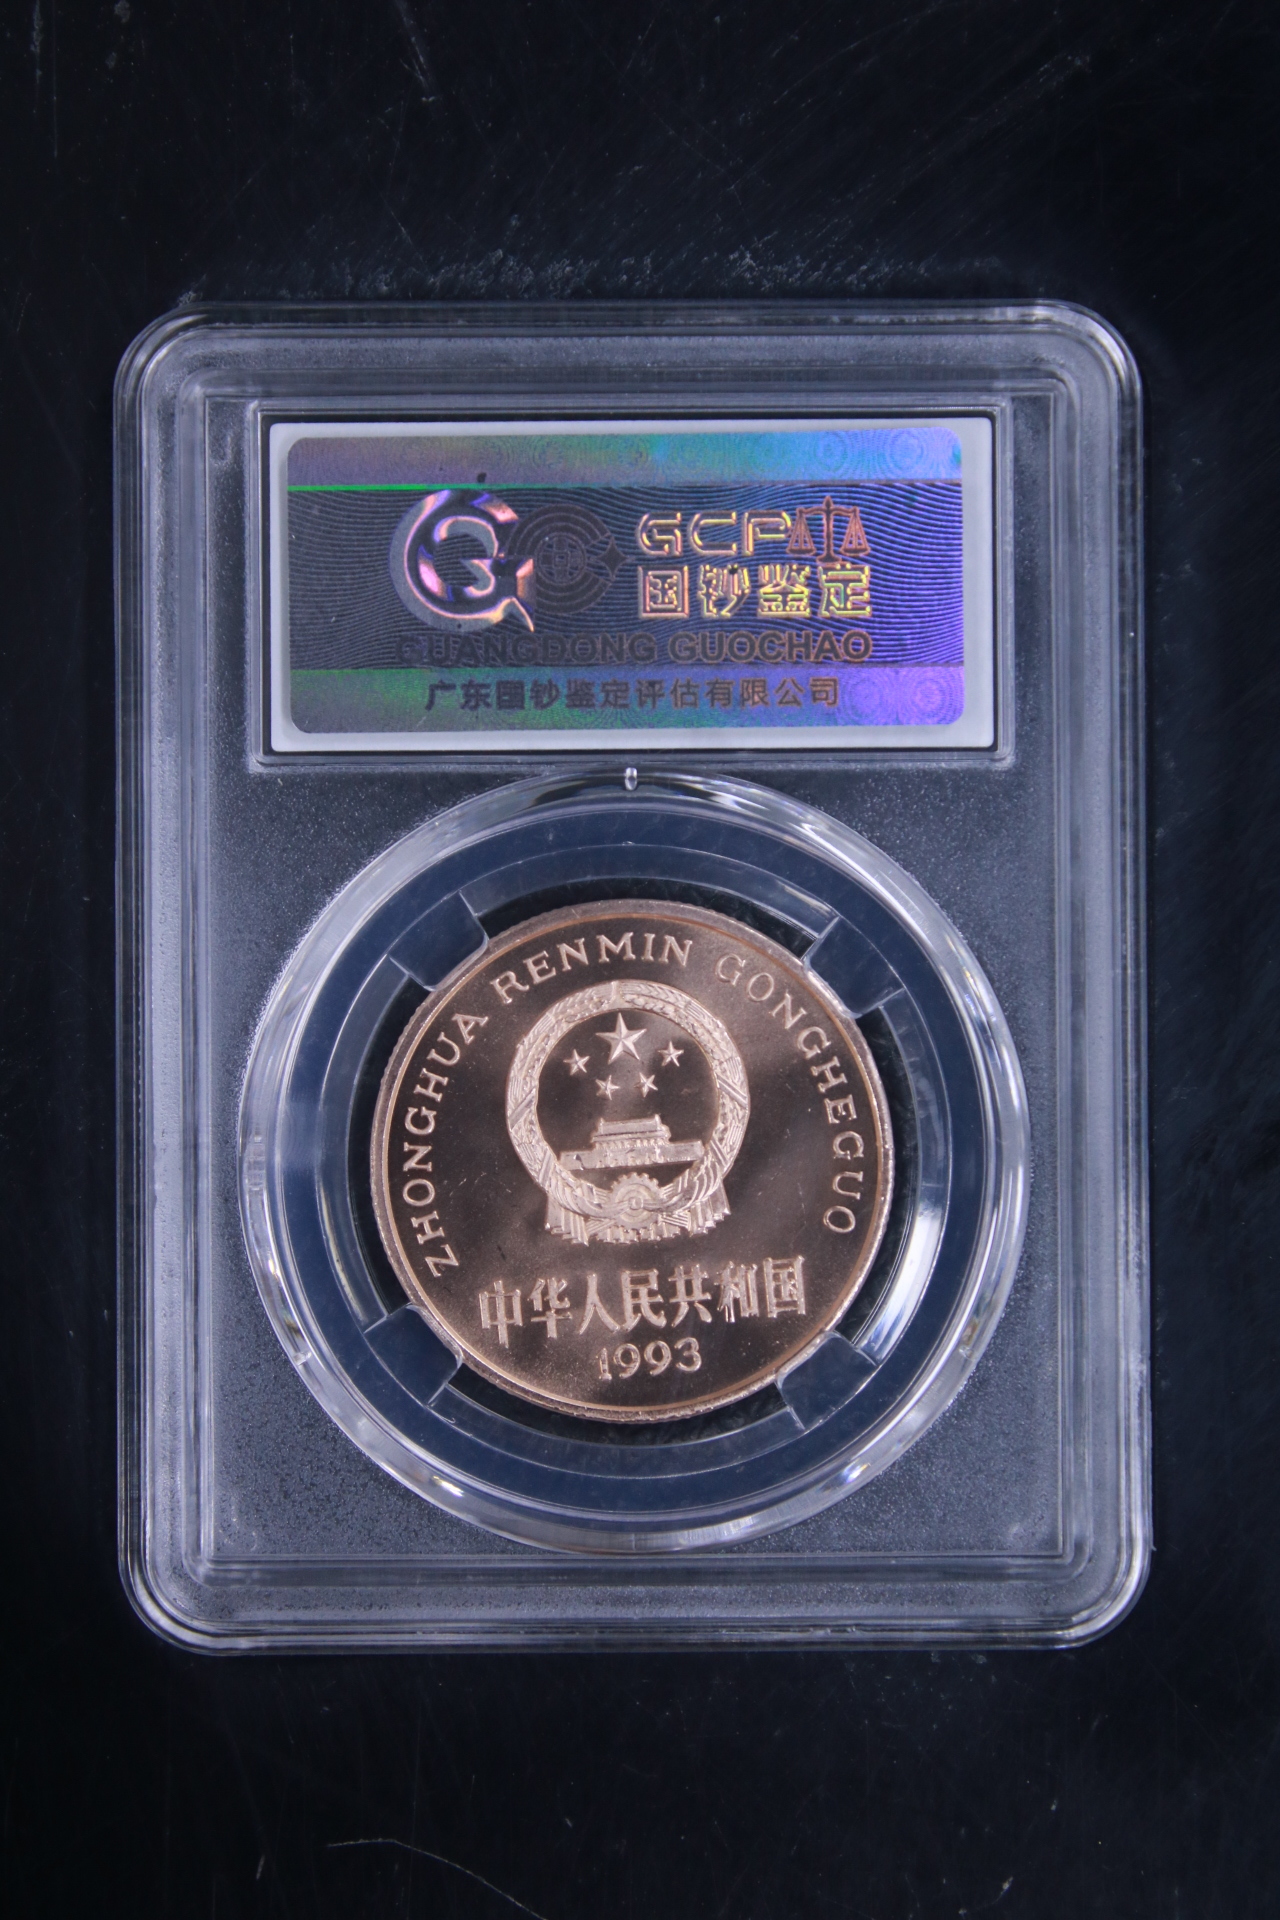 GCP
国钞鉴定
GUANGDONG GUOCHAO
广东国钞鉴定评估有限公司
ZHONGHUA RENMIN GONGHEGUO
中华人民共和国
1993